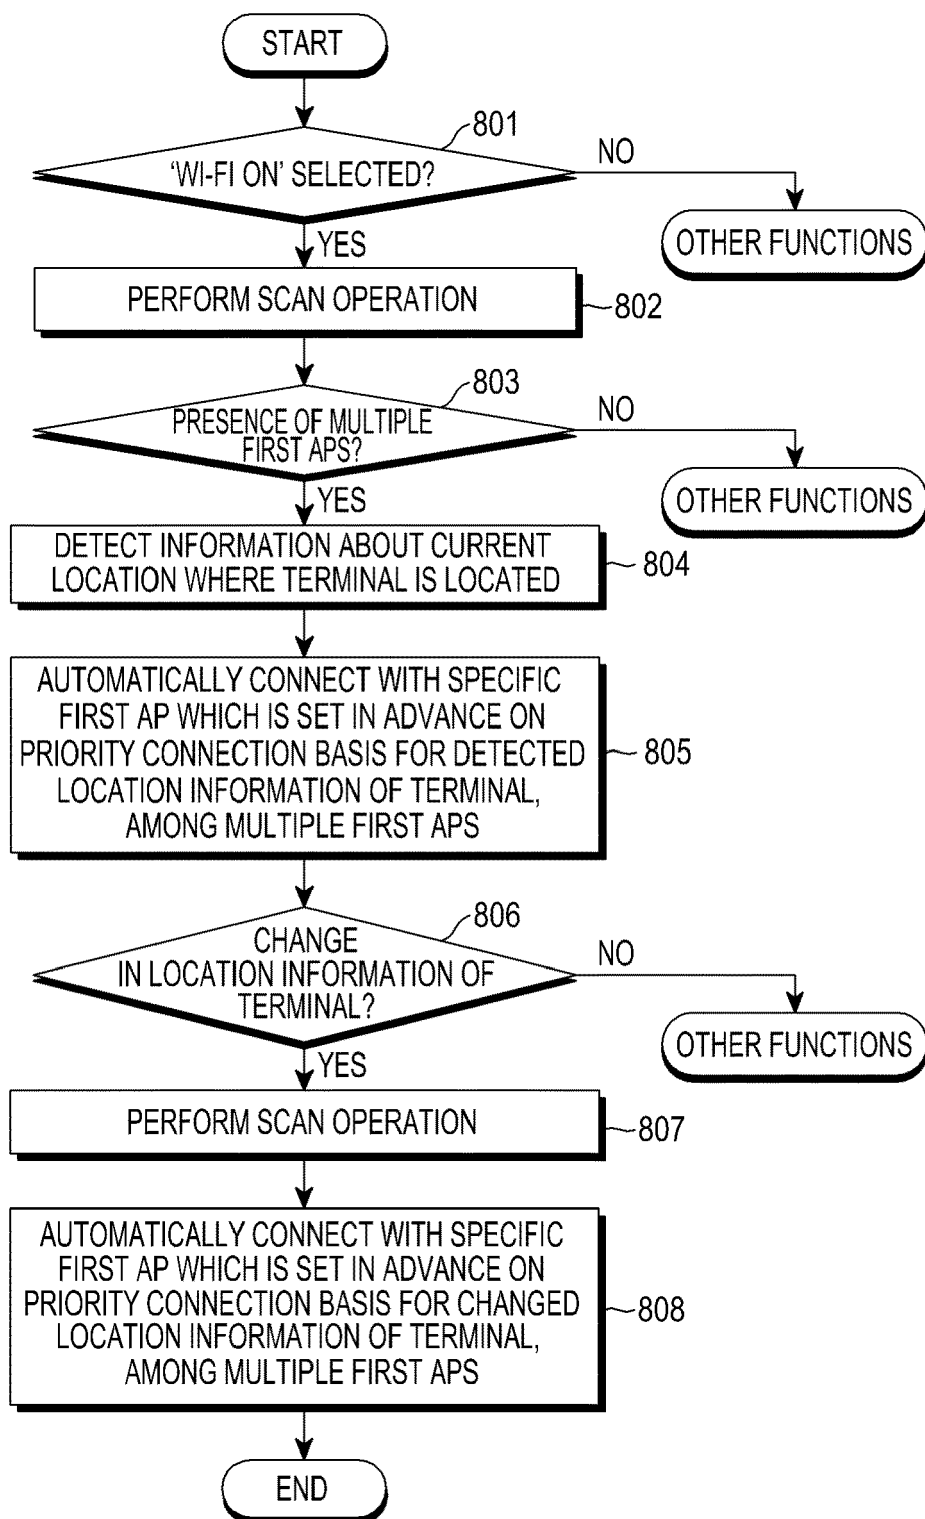 START
801
'WI-FI ON' SELECTED?
NO
OTHER FUNCTIONS
YES
PERFORM SCAN OPERATION
802
803
PRESENCE OF MULTIPLE
FIRST APS?
NO
OTHER FUNCTIONS
YES
DETECT INFORMATION ABOUT CURRENT
LOCATION WHERE TERMINAL IS LOCATED
804
AUTOMATICALLY CONNECT WITH SPECIFIC
FIRST AP WHICH IS SET IN ADVANCE ON
PRIORITY CONNECTION BASIS FOR DETECTED
LOCATION INFORMATION OF TERMINAL,
AMONG MULTIPLE FIRST APS
805
806
CHANGE
IN LOCATION INFORMATION OF
TERMINAL?
NO
OTHER FUNCTIONS
YES
PERFORM SCAN OPERATION
807
AUTOMATICALLY CONNECT WITH SPECIFIC
FIRST AP WHICH IS SET IN ADVANCE ON
PRIORITY CONNECTION BASIS FOR CHANGED
LOCATION INFORMATION OF TERMINAL,
AMONG MULTIPLE FIRST APS
808
END